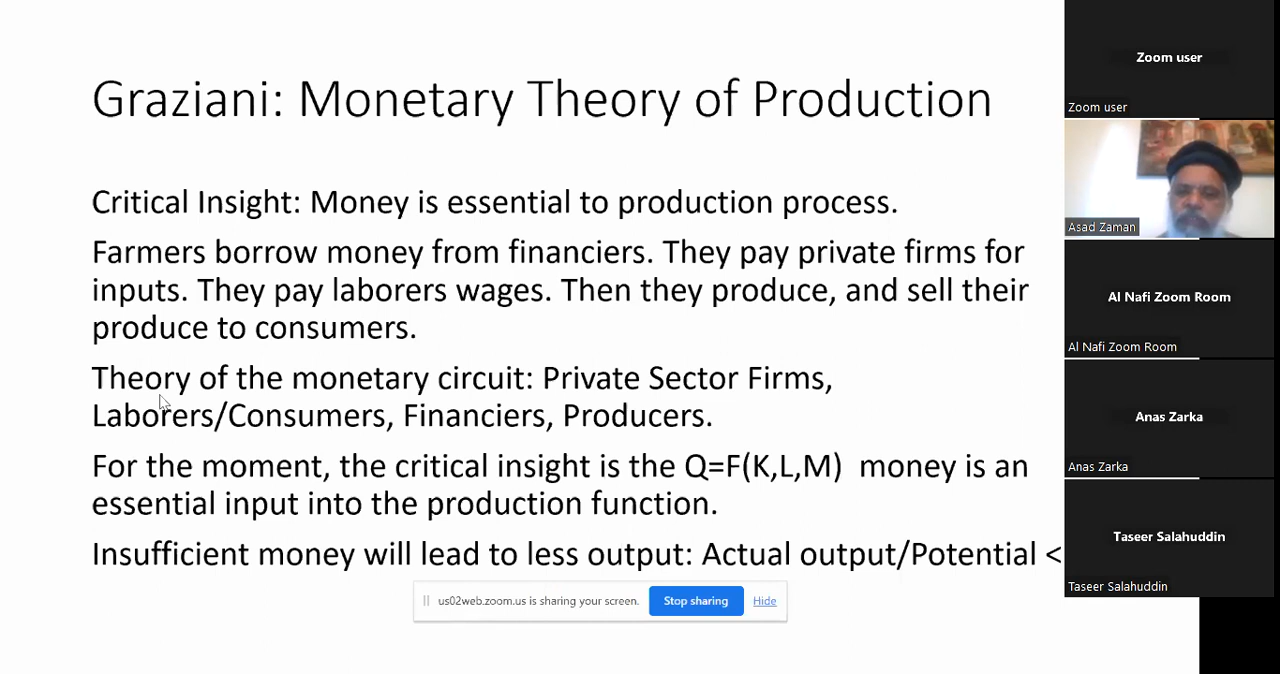 Graziani: Monetary Theory of Production
Critical Insight: Money is essential to production process.
Farmers borrow money from financiers. They pay private firms for
inputs. They pay laborers wages. Then they produce, and sell their
produce to consumers.
Theory of the monetary circuit: Private Sector Firms,
Laborers/Consumers, Financiers, Producers.
For the moment, the critical insight is the Q=F(K,L,M) money is an
essential input into the production function.
Insufficient money will lead to less output: Actual output/Potential <
us02web.zoom.us is sharing your screen.
Stop sharing
Hide
Zoom user
Zoom user
Asad Zaman
Al Nafi Zoom Room
Al Nafi Zoom Room
Anas Zarka
Anas Zarka
Taseer Salahuddin
Taseer Salahuddin